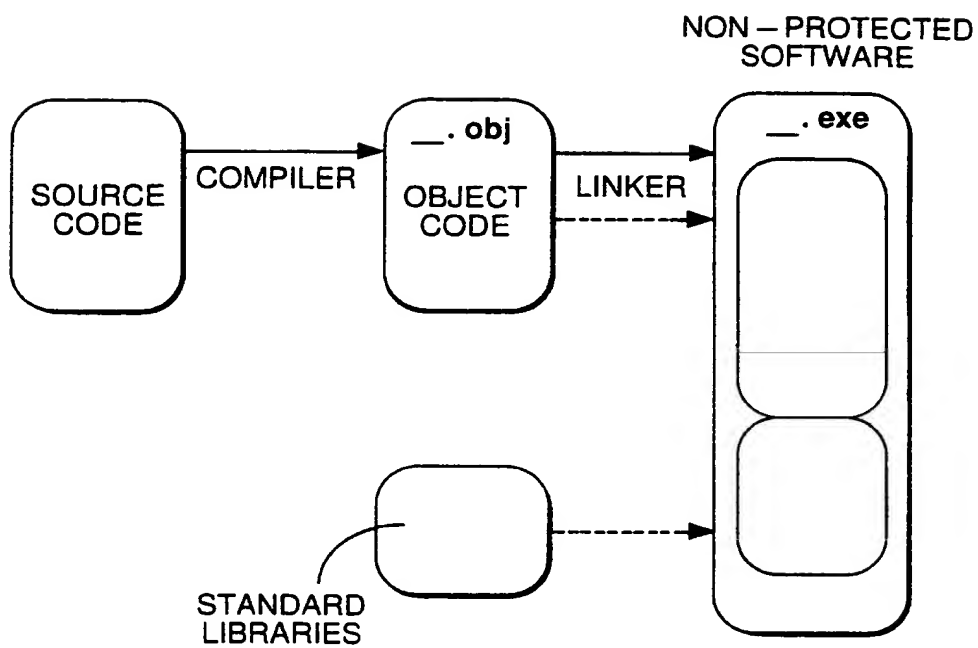 NON – PROTECTED
SOFTWARE
SOURCE
CODE
COMPILER
__. obj
OBJECT
CODE
LINKER
__. exe
STANDARD
LIBRARIES